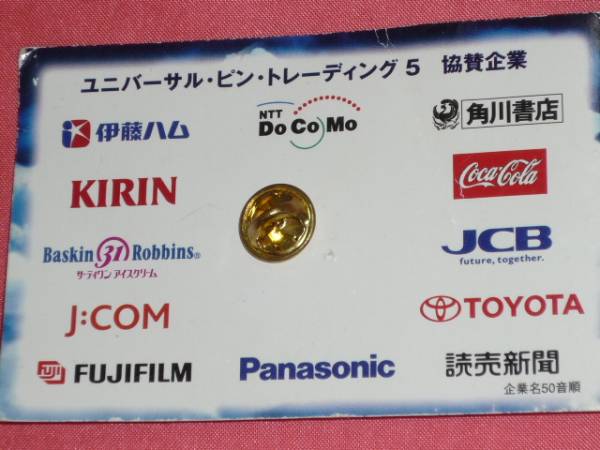 ユニバーサル・ピン・トレーディング 5 協賛企業
伊藤ハム
NTT
DoCoMo
角川書店
KIRIN
Coca-Cola
Baskin 31 Robbins®
サーティワン アイスクリーム
JCB
future, together.
J:COM
TOYOTA
FUJI FUJIFILM
Panasonic
読売新聞
企業名50音順